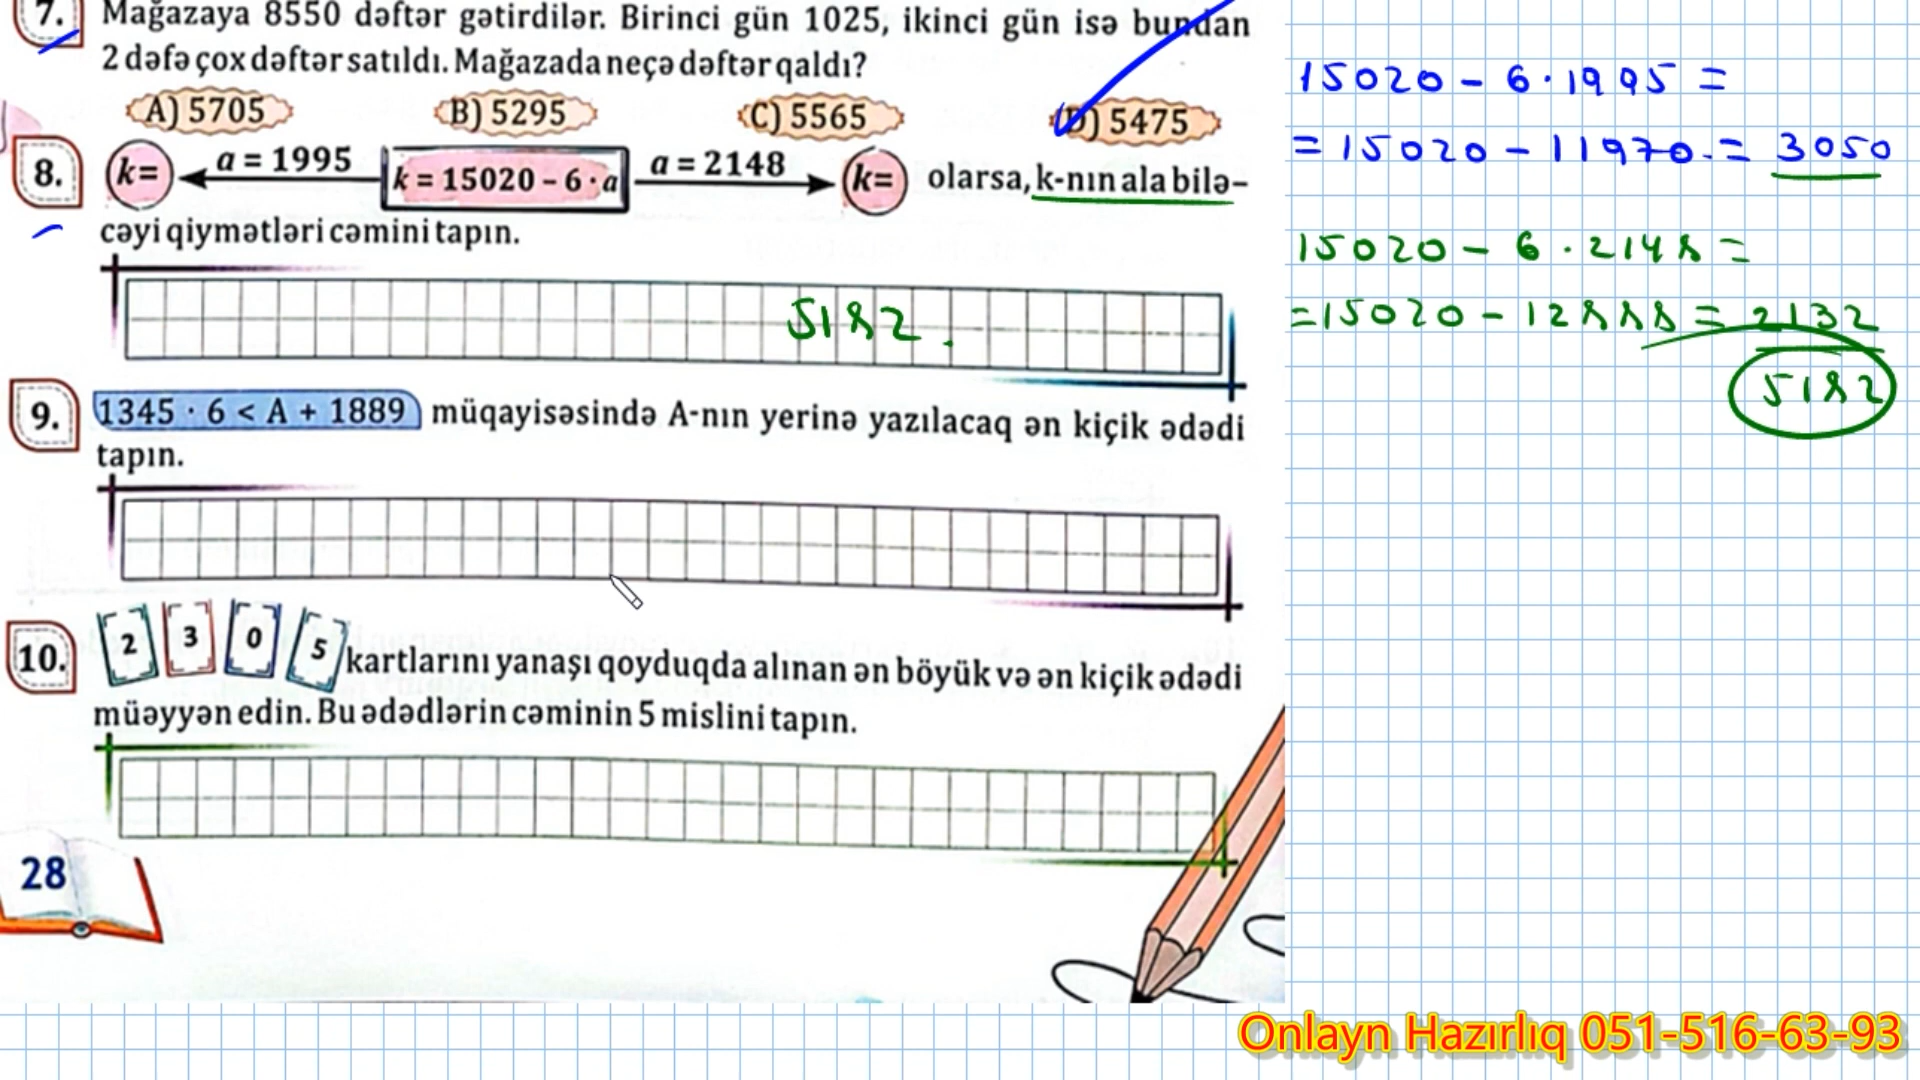 7. Mağazaya 8550 dəftər gətirdilər. Birinci gün 1025, ikinci gün isə bundan
2 dəfə çox dəftər satıldı. Mağazada neçə dəftər qaldı?
A) 5705 B) 5295 C) 5565 D) 5475
8. k= a = 1995 k = 15020 – 6 · a a = 2148 k= olarsa, k-nın ala bilə–
cəyi qiymətləri cəmini tapın.
5182.
9. 1345 · 6 < A + 1889 müqayisəsində A-nın yerinə yazılacaq ən kiçik ədədi
tapın.
10. 2 3 0 5 kartlarını yanaşı qoyduqda alınan ən böyük və ən kiçik ədədi
müəyyən edin. Bu ədədlərin cəminin 5 mislini tapın.
28
15020 – 6 · 1995 =
= 15020 – 11970 = 3050
15020 – 6 · 2148 =
= 15020 – 12888 = 2132
5182
Onlayn Hazırlıq 051-516-63-93